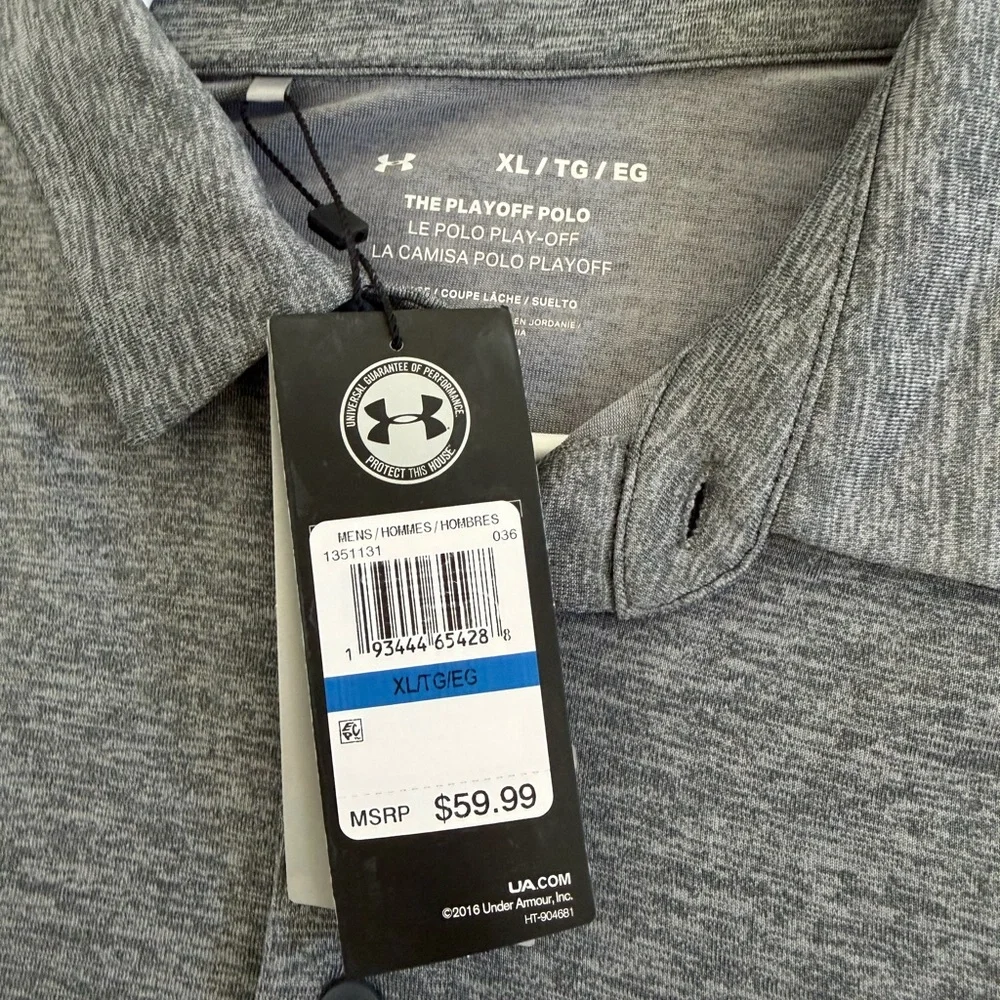 XL / TG / EG
THE PLAYOFF POLO
LE POLO PLAY-OFF
LA CAMISA POLO PLAYOFF
/ COUPE LÂCHE / SUELTO
EN JORDANIE /
UNIVERSAL GUARANTEE OF PERFORMANCE
PROTECT THIS HOUSE
MENS / HOMMES / HOMBRES
1351131 036
1 93444 65428 8
XL/TG/EG
MSRP $59.99
UA.COM
©2016 Under Armour, Inc.
HT-904681